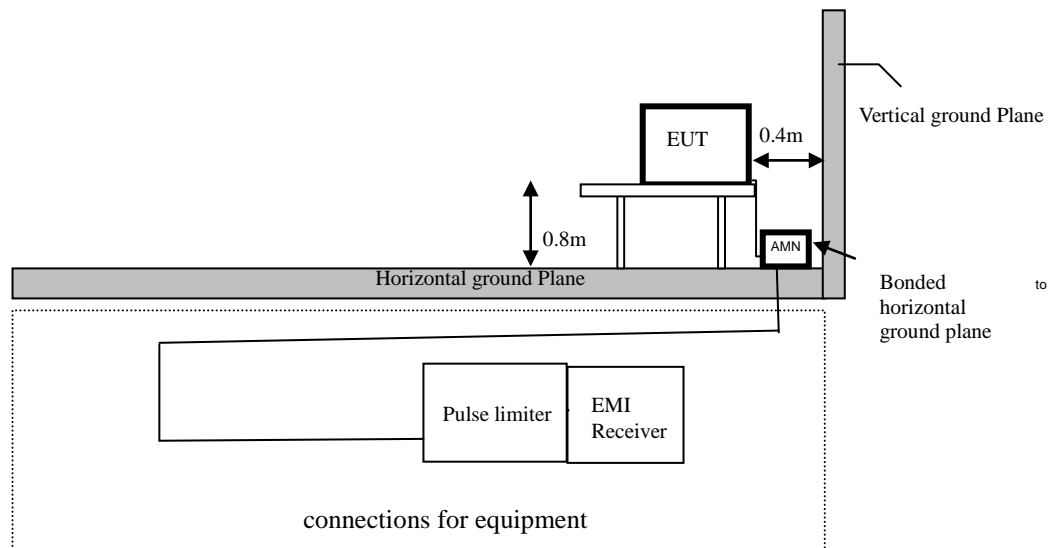 EUT
0.4m
Vertical ground Plane
0.8m
AMN
Horizontal ground Plane
Bonded to
horizontal
ground plane
Pulse limiter
EMI
Receiver
connections for equipment